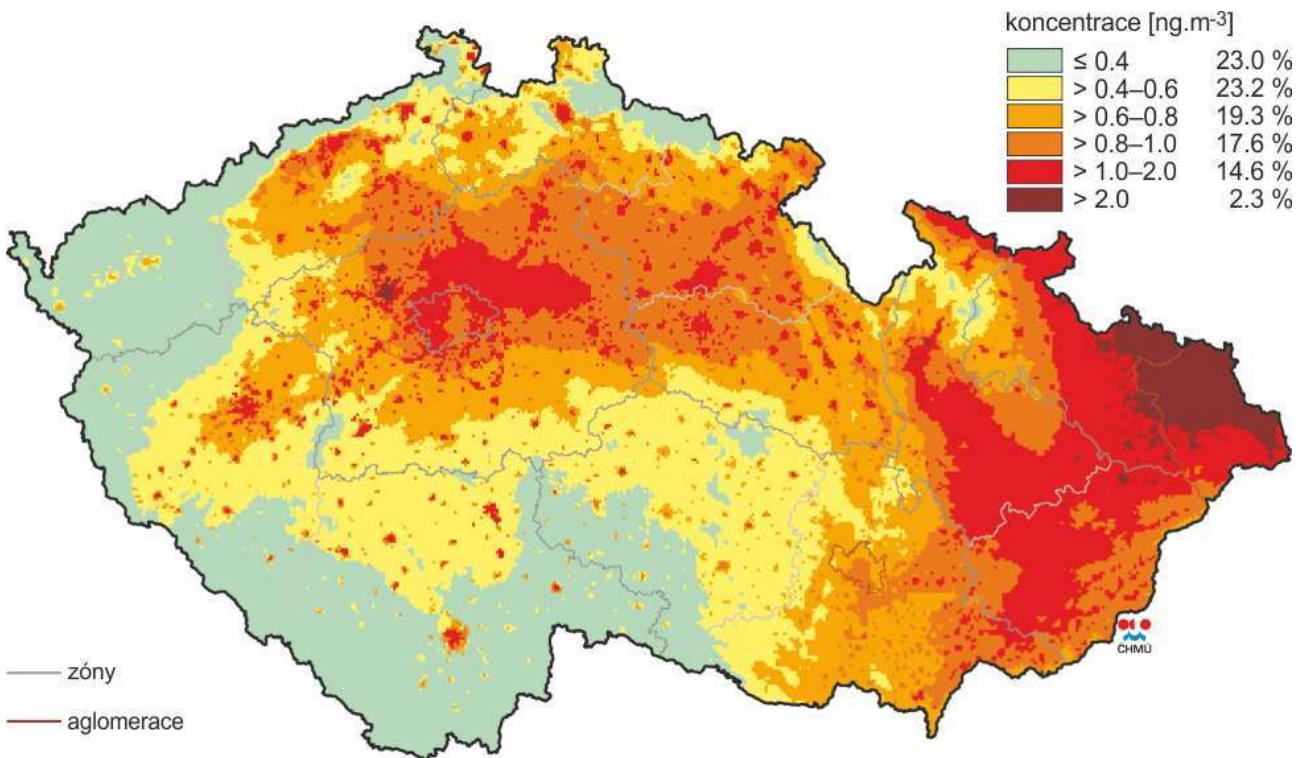 koncentrace [ng.m-3]
≤ 0.4 23.0 %
> 0.4–0.6 23.2 %
> 0.6–0.8 19.3 %
> 0.8–1.0 17.6 %
> 1.0–2.0 14.6 %
> 2.0 2.3 %
ČHMÚ
zóny
aglomerace